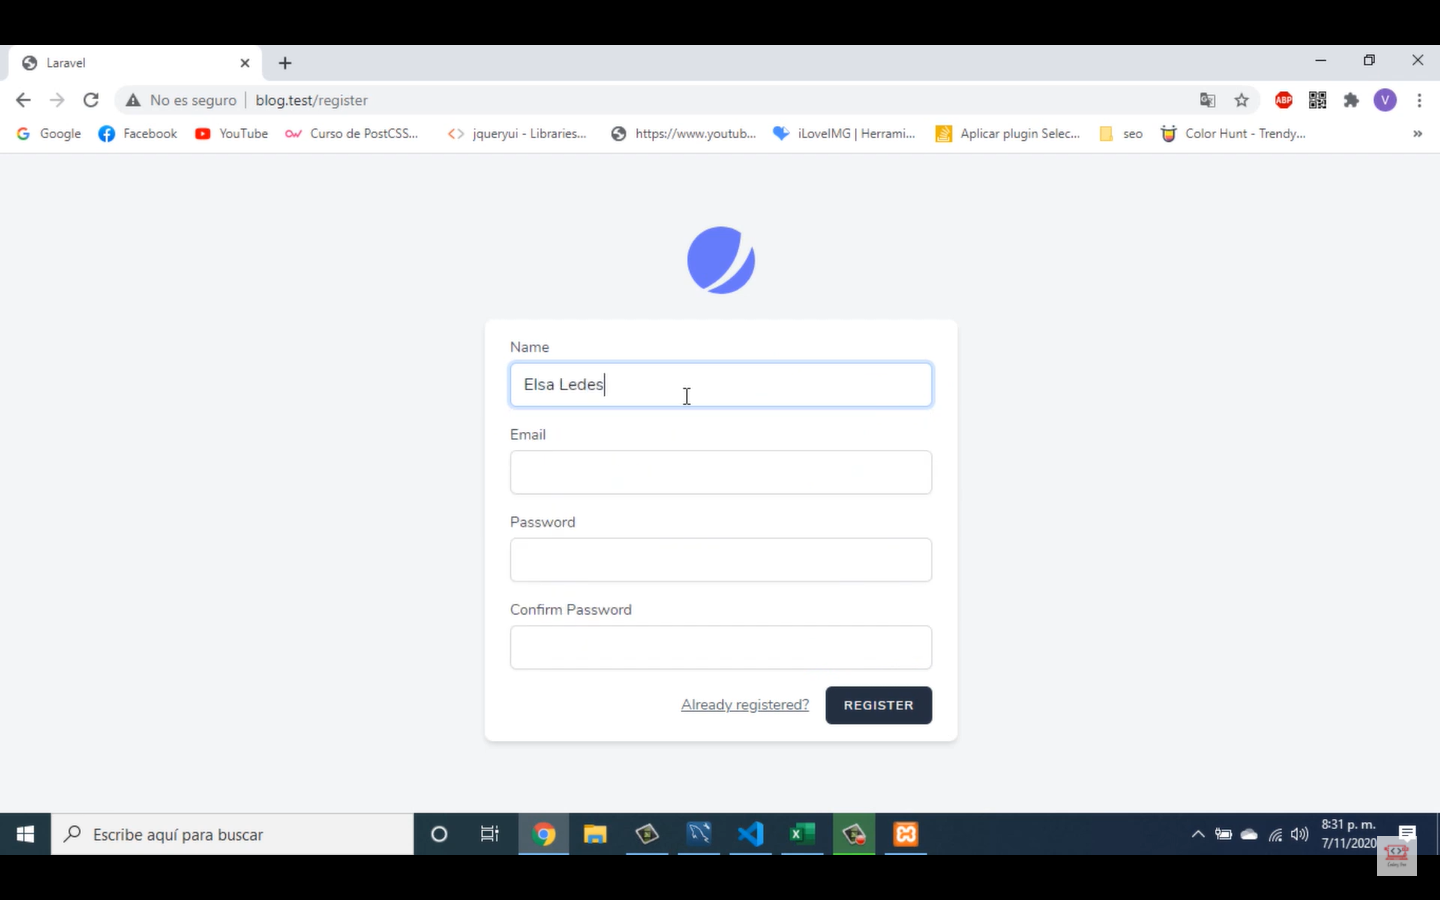 Laravel
No es seguro blog.test/register
ABP V
Google Facebook YouTube Curso de PostCSS... jqueryui - Libraries... https://www.youtub... iLoveIMG | Herrami... Aplicar plugin Selec... seo Color Hunt - Trendy... »
Name
Elsa Ledes
Email
Password
Confirm Password
Already registered? REGISTER
Escribe aquí para buscar
8:31 p. m.
7/11/2020